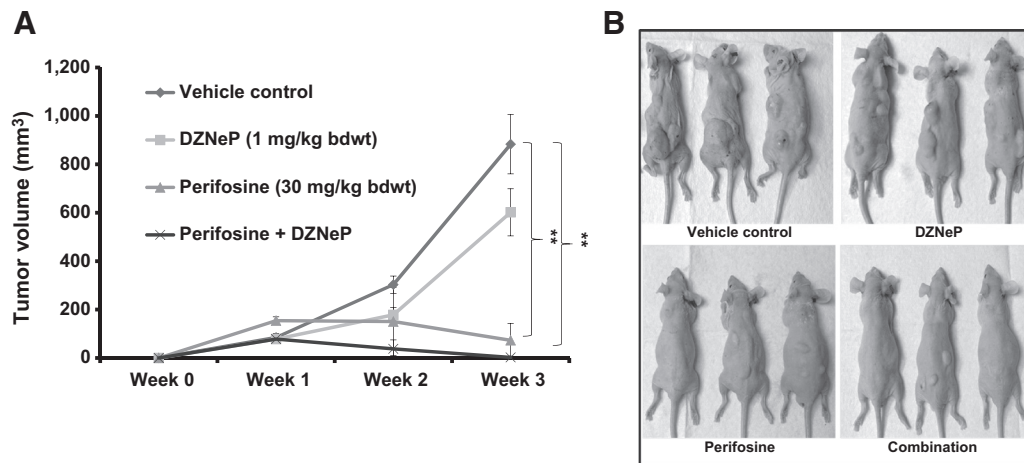 A
Tumor volume (mm³)
1,200
1,000
800
600
400
200
0
Vehicle control
DZNeP (1 mg/kg bdwt)
Perifosine (30 mg/kg bdwt)
Perifosine + DZNeP
**
**
Week 0 Week 1 Week 2 Week 3
B
Vehicle control DZNeP
Perifosine Combination